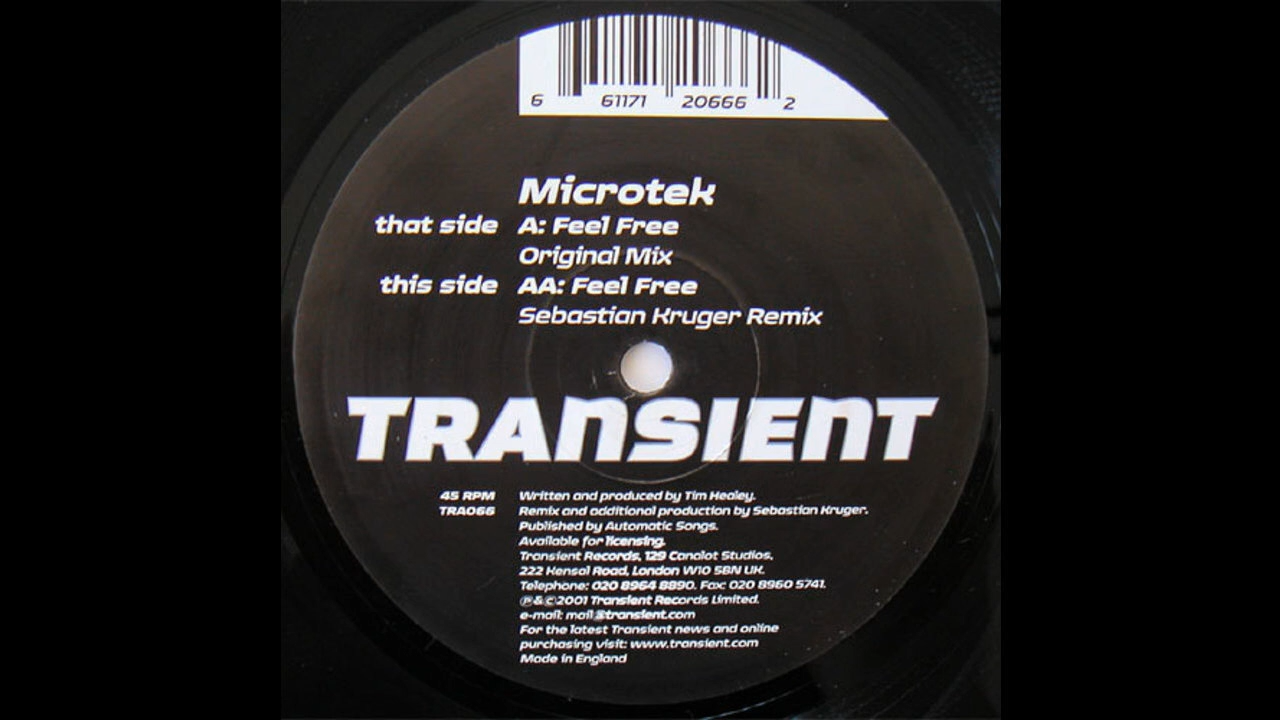 6 61171 20666 2
Microtek
that side A: Feel Free
Original Mix
this side AA: Feel Free
Sebastian Kruger Remix
TRANSIENT
45 RPM Written and produced by Tim Healey.
TRA066 Remix and additional production by Sebastian Kruger.
Published by Automatic Songs.
Available for licensing.
Transient Records, 129 Canalot Studios,
222 Kensal Road, London W10 5BN UK.
Telephone: 020 8964 8890. Fax: 020 8960 5741.
℗ & © 2001 Transient Records Limited.
e-mail: mail@transient.com
For the latest Transient news and online
purchasing visit: www.transient.com
Made in England